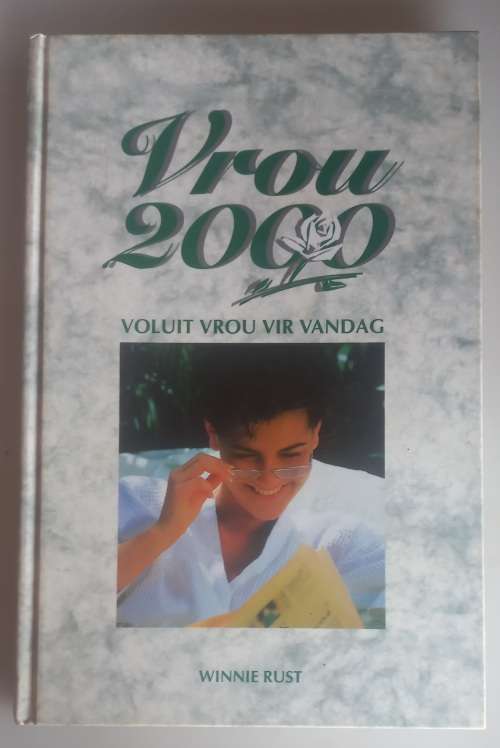 Vrou
2000
VOLUIT VROU VIR VANDAG
WINNIE RUST